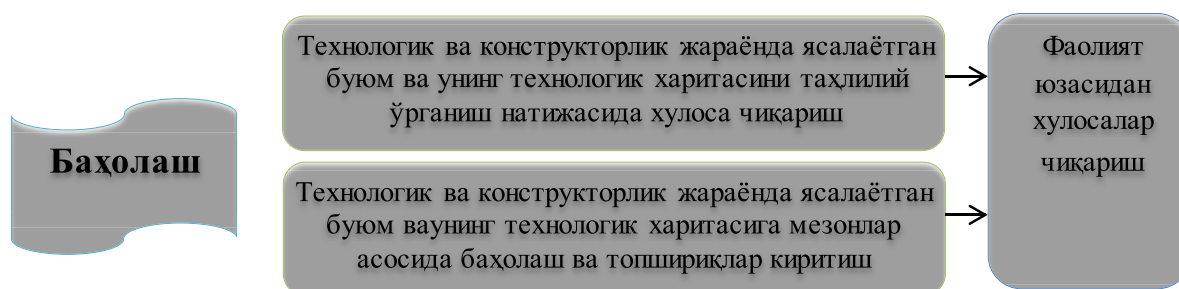 Баҳолаш
Технологик ва конструкторлик жараёнда ясалаётган
буюм ва унинг технологик харитасини таҳлилий
ўрганиш натижасида хулоса чиқариш
Технологик ва конструкторлик жараёнда ясалаётган
буюм ваунинг технологик харитасига мезонлар
асосида баҳолаш ва топшириқлар киритиш
Фаолият
юзасидан
хулосалар
чиқариш